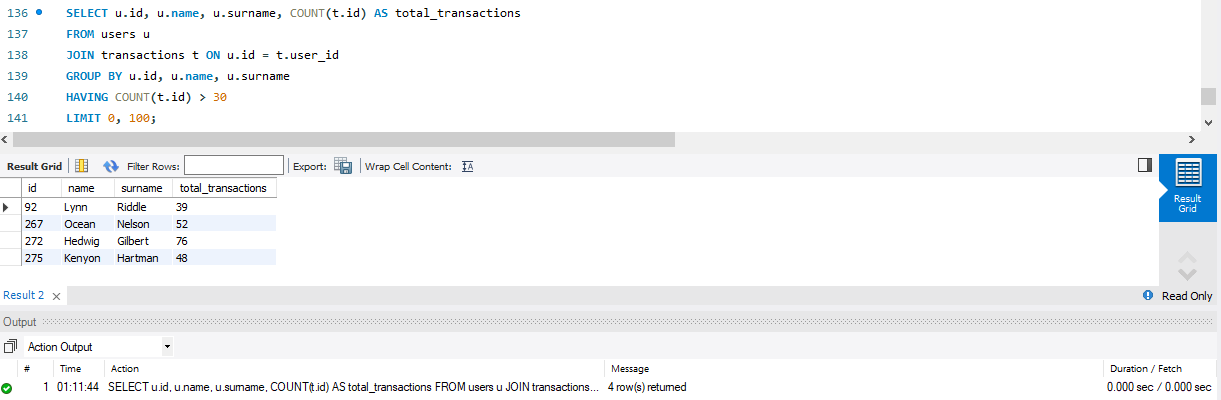 136 SELECT u.id, u.name, u.surname, COUNT(t.id) AS total_transactions
137 FROM users u
138 JOIN transactions t ON u.id = t.user_id
139 GROUP BY u.id, u.name, u.surname
140 HAVING COUNT(t.id) > 30
141 LIMIT 0, 100;
Result Grid Filter Rows: Export: Wrap Cell Content:
id name surname total_transactions
92 Lynn Riddle 39
267 Ocean Nelson 52
272 Hedwig Gilbert 76
275 Kenyon Hartman 48
Result
Grid
Result 2 Read Only
Output
Action Output
# Time Action Message Duration / Fetch
1 01:11:44 SELECT u.id, u.name, u.surname, COUNT(t.id) AS total_transactions FROM users u JOIN transactions... 4 row(s) returned 0.000 sec / 0.000 sec